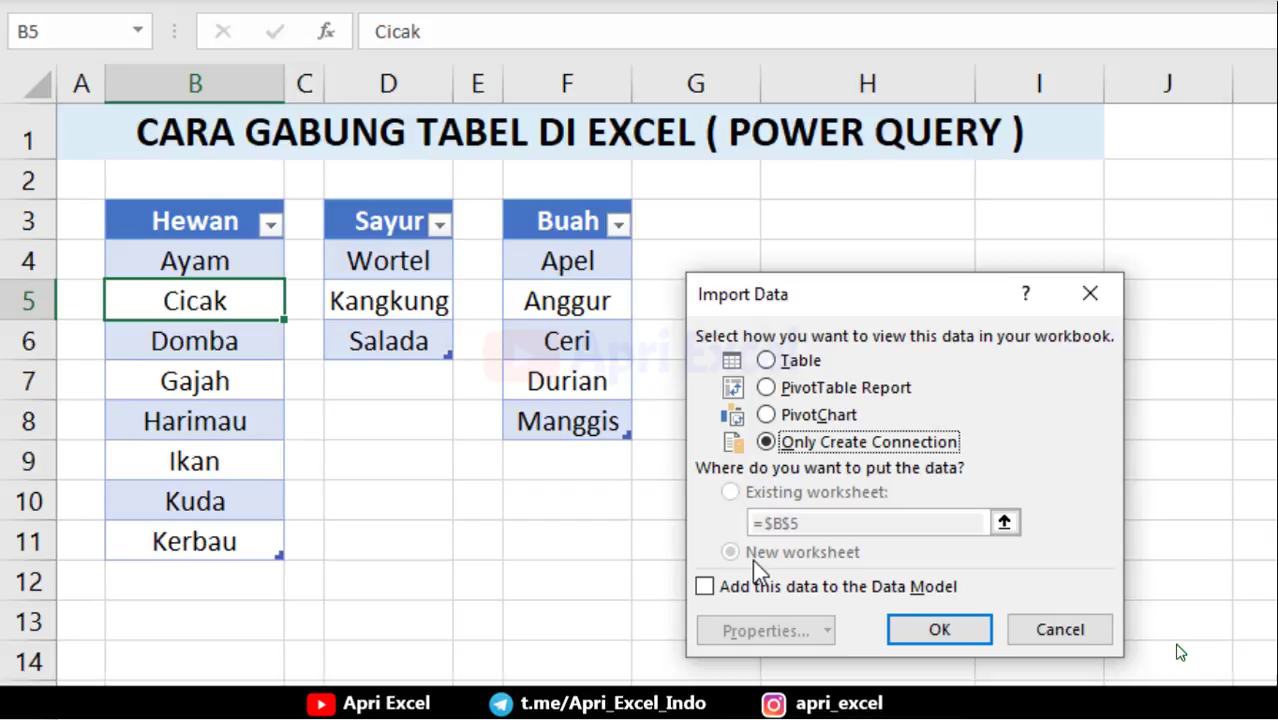 B5
fx
Cicak
A B C D E F G H I J
1 CARA GABUNG TABEL DI EXCEL ( POWER QUERY )
2
3 Hewan Sayur Buah
4 Ayam Wortel Apel
5 Cicak Kangkung Anggur
6 Domba Salada Ceri
7 Gajah Durian
8 Harimau Manggis
9 Ikan
10 Kuda
11 Kerbau
12
13
14
Apri Excel
Import Data ?
Select how you want to view this data in your workbook.
Table
PivotTable Report
PivotChart
Only Create Connection
Where do you want to put the data?
Existing worksheet:
=$B$5
New worksheet
Add this data to the Data Model
Properties...
OK
Cancel
Apri Excel
t.me/Apri_Excel_Indo
apri_excel